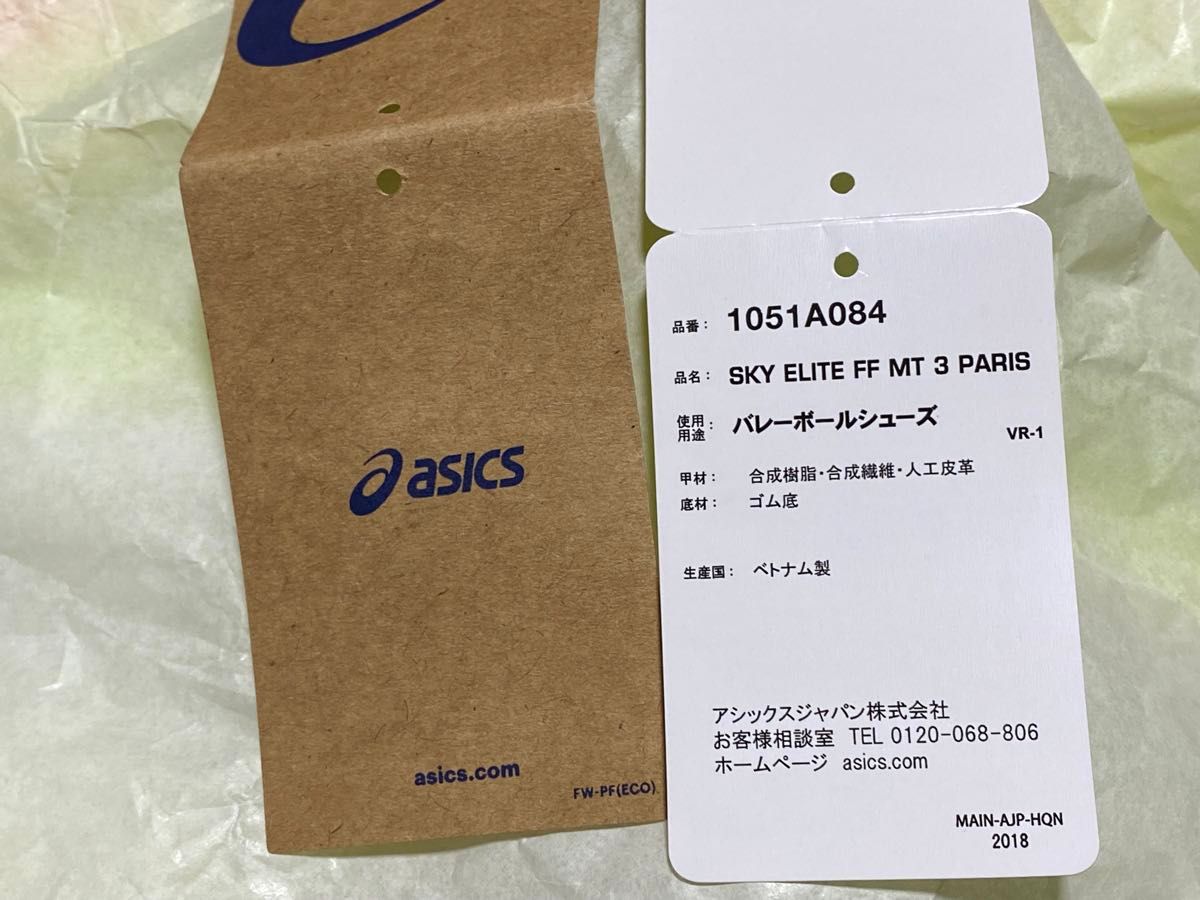 asics
asics.com
FW-PF(ECO)
品番： 1051A084
品名： SKY ELITE FF MT 3 PARIS
使用用途： バレーボールシューズ
VR-1
甲材： 合成樹脂・合成繊維・人工皮革
底材： ゴム底
生産国： ベトナム製
アシックスジャパン株式会社
お客様相談室 TEL 0120-068-806
ホームページ asics.com
MAIN-AJP-HQN
2018